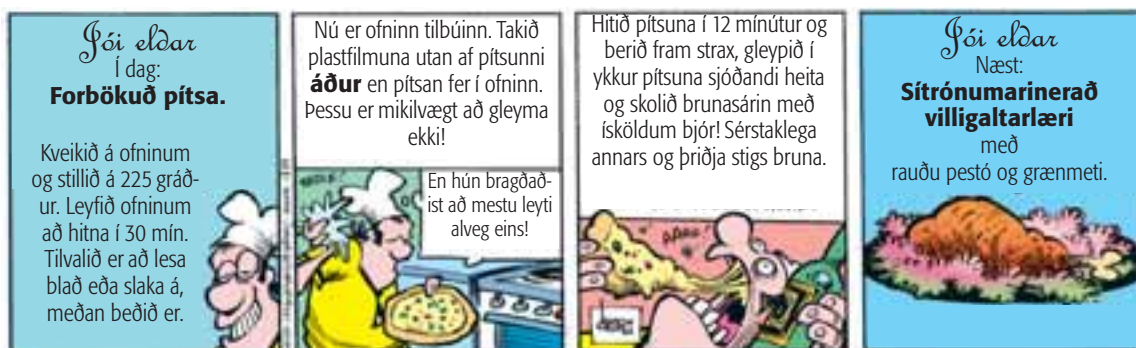 Jói eldar
Í dag:
Forbökuð pítsa.
Kveikið á ofninum
og stillið á 225 gráð-
ur. Leyfið ofninum
að hitna í 30 mín.
Tilvalið er að lesa
blað eða slaka á,
meðan beðið er.
Nú er ofninn tilbúinn. Takið
plastfilmuna utan af pítsunni
áður en pítsan fer í ofninn.
Þessu er mikilvægt að gleyma
ekki!
En hún bragðað-
ist að mestu leyti
alveg eins!
Hitið pítsuna í 12 mínútur og
berið fram strax, gleypið í
ykkur pítsuna sjóðandi heita
og skolið brunasárin með
ísköldum bjór! Sérstaklega
annars og þriðja stigs bruna.
Jói eldar
Næst:
Sítrónumarinerað
villigaltarlæri
með
rauðu pestó og grænmeti.